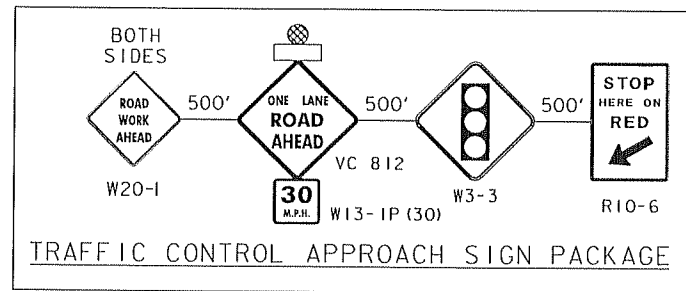 BOTH
SIDES
ROAD
WORK
AHEAD
W20-1
500'
ONE LANE
ROAD
AHEAD
VC 812
30
M.P.H.
W13-1P (30)
500'
W3-3
500'
STOP
HERE ON
RED
R10-6
TRAFFIC CONTROL APPROACH SIGN PACKAGE